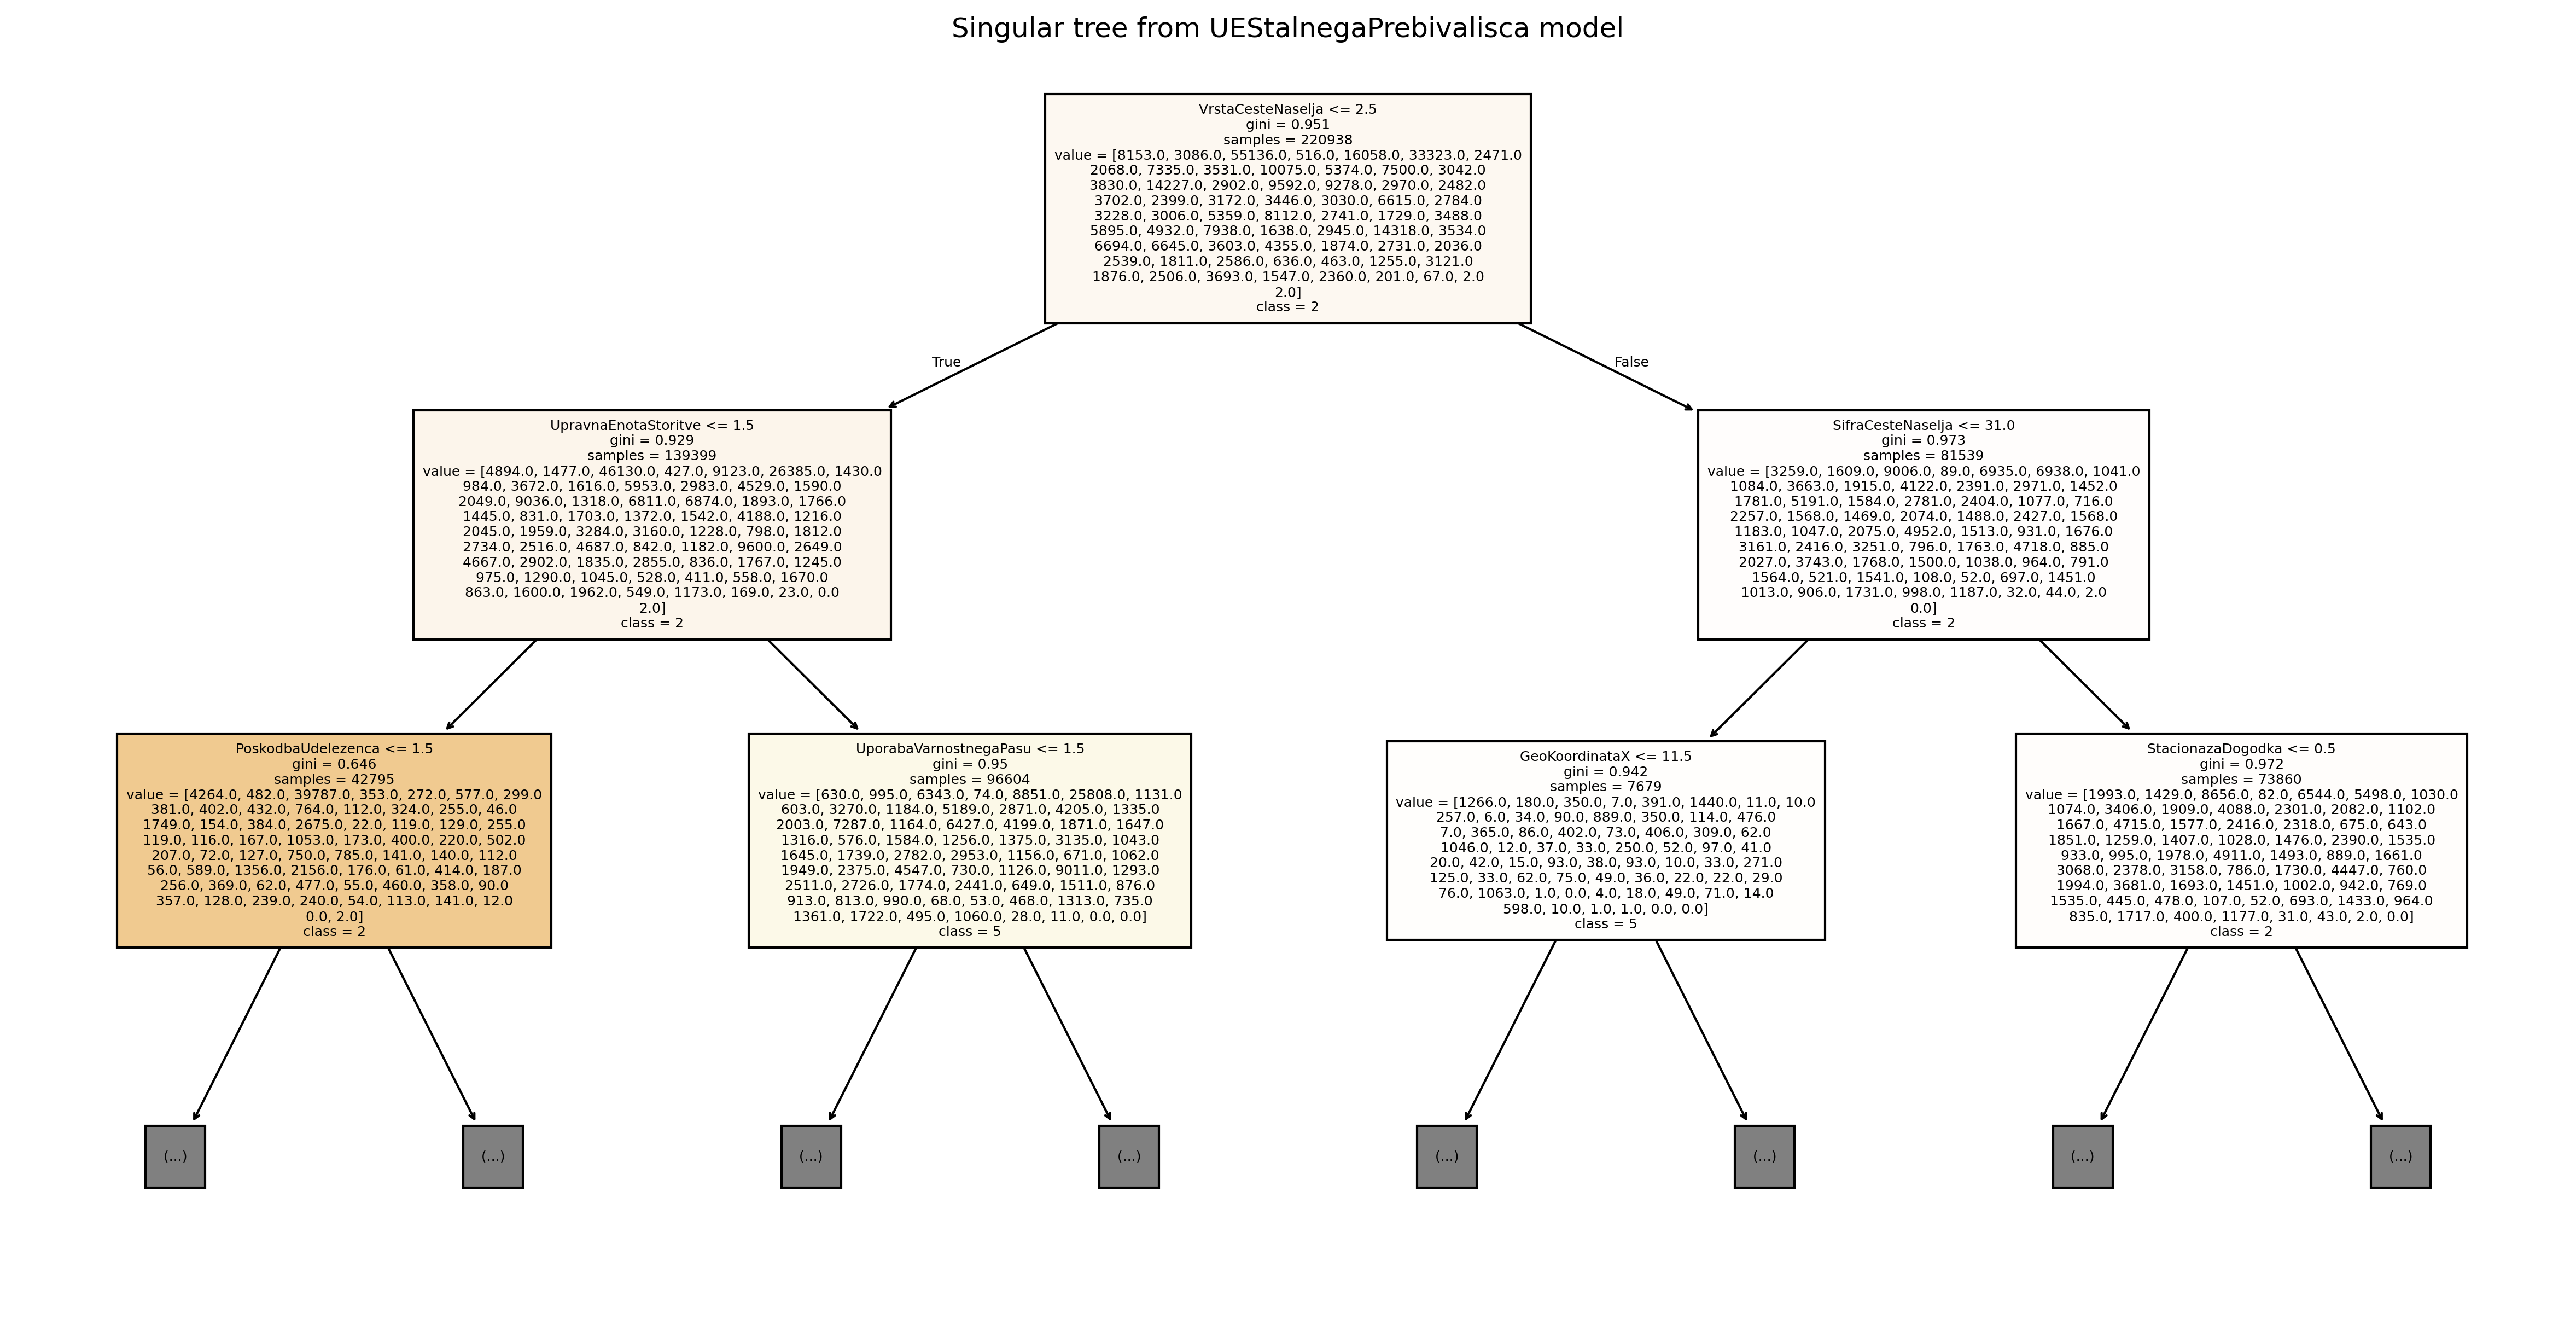 Singular tree from UEStalnegaPrebivalisca model
VrstaCesteNaselja <= 2.5
gini = 0.951
samples = 220938
value = [8153.0, 3086.0, 55136.0, 516.0, 16058.0, 33323.0, 2471.0
2068.0, 7335.0, 3531.0, 10075.0, 5374.0, 7500.0, 3042.0
3830.0, 14227.0, 2902.0, 9592.0, 9278.0, 2970.0, 2482.0
3702.0, 2399.0, 3172.0, 3446.0, 3030.0, 6615.0, 2784.0
3228.0, 3006.0, 5359.0, 8112.0, 2741.0, 1729.0, 3488.0
5895.0, 4932.0, 7938.0, 1638.0, 2945.0, 14318.0, 3534.0
6694.0, 6645.0, 3603.0, 4355.0, 1874.0, 2731.0, 2036.0
2539.0, 1811.0, 2586.0, 636.0, 463.0, 1255.0, 3121.0
1876.0, 2506.0, 3693.0, 1547.0, 2360.0, 201.0, 67.0, 2.0
2.0]
class = 2
True
False
UpravnaEnotaStoritve <= 1.5
gini = 0.929
samples = 139399
value = [4894.0, 1477.0, 46130.0, 427.0, 9123.0, 26385.0, 1430.0
984.0, 3672.0, 1616.0, 5953.0, 2983.0, 4529.0, 1590.0
2049.0, 9036.0, 1318.0, 6811.0, 6874.0, 1893.0, 1766.0
1445.0, 831.0, 1703.0, 1372.0, 1542.0, 4188.0, 1216.0
2045.0, 1959.0, 3284.0, 3160.0, 1228.0, 798.0, 1812.0
2734.0, 2516.0, 4687.0, 842.0, 1182.0, 9600.0, 2649.0
4667.0, 2902.0, 1835.0, 2855.0, 836.0, 1767.0, 1245.0
975.0, 1290.0, 1045.0, 528.0, 411.0, 558.0, 1670.0
863.0, 1600.0, 1962.0, 549.0, 1173.0, 169.0, 23.0, 0.0
2.0]
class = 2
SifraCesteNaselja <= 31.0
gini = 0.973
samples = 81539
value = [3259.0, 1609.0, 9006.0, 89.0, 6935.0, 6938.0, 1041.0
1084.0, 3663.0, 1915.0, 4122.0, 2391.0, 2971.0, 1452.0
1781.0, 5191.0, 1584.0, 2781.0, 2404.0, 1077.0, 716.0
2257.0, 1568.0, 1469.0, 2074.0, 1488.0, 2427.0, 1568.0
1183.0, 1047.0, 2075.0, 4952.0, 1513.0, 931.0, 1676.0
3161.0, 2416.0, 3251.0, 796.0, 1763.0, 4718.0, 885.0
2027.0, 3743.0, 1768.0, 1500.0, 1038.0, 964.0, 791.0
1564.0, 521.0, 1541.0, 108.0, 52.0, 697.0, 1451.0
1013.0, 906.0, 1731.0, 998.0, 1187.0, 32.0, 44.0, 2.0
0.0]
class = 2
PoskodbaUdelezenca <= 1.5
gini = 0.646
samples = 42795
value = [4264.0, 482.0, 39787.0, 353.0, 272.0, 577.0, 299.0
381.0, 402.0, 432.0, 764.0, 112.0, 324.0, 255.0, 46.0
1749.0, 154.0, 384.0, 2675.0, 22.0, 119.0, 129.0, 255.0
119.0, 116.0, 167.0, 1053.0, 173.0, 400.0, 220.0, 502.0
207.0, 72.0, 127.0, 750.0, 785.0, 141.0, 140.0, 112.0
56.0, 589.0, 1356.0, 2156.0, 176.0, 61.0, 414.0, 187.0
256.0, 369.0, 62.0, 477.0, 55.0, 460.0, 358.0, 90.0
357.0, 128.0, 239.0, 240.0, 54.0, 113.0, 141.0, 12.0
0.0, 2.0]
class = 2
UporabaVarnostnegaPasu <= 1.5
gini = 0.95
samples = 96604
value = [630.0, 995.0, 6343.0, 74.0, 8851.0, 25808.0, 1131.0
603.0, 3270.0, 1184.0, 5189.0, 2871.0, 4205.0, 1335.0
2003.0, 7287.0, 1164.0, 6427.0, 4199.0, 1871.0, 1647.0
1316.0, 576.0, 1584.0, 1256.0, 1375.0, 3135.0, 1043.0
1645.0, 1739.0, 2782.0, 2953.0, 1156.0, 671.0, 1062.0
1949.0, 2375.0, 4547.0, 730.0, 1126.0, 9011.0, 1293.0
2511.0, 2726.0, 1774.0, 2441.0, 649.0, 1511.0, 876.0
913.0, 813.0, 990.0, 68.0, 53.0, 468.0, 1313.0, 735.0
1361.0, 1722.0, 495.0, 1060.0, 28.0, 11.0, 0.0, 0.0]
class = 5
GeoKoordinataX <= 11.5
gini = 0.942
samples = 7679
value = [1266.0, 180.0, 350.0, 7.0, 391.0, 1440.0, 11.0, 10.0
257.0, 6.0, 34.0, 90.0, 889.0, 350.0, 114.0, 476.0
7.0, 365.0, 86.0, 402.0, 73.0, 406.0, 309.0, 62.0
1046.0, 12.0, 37.0, 33.0, 250.0, 52.0, 97.0, 41.0
20.0, 42.0, 15.0, 93.0, 38.0, 93.0, 10.0, 33.0, 271.0
125.0, 33.0, 62.0, 75.0, 49.0, 36.0, 22.0, 22.0, 29.0
76.0, 1063.0, 1.0, 0.0, 4.0, 18.0, 49.0, 71.0, 14.0
598.0, 10.0, 1.0, 1.0, 0.0, 0.0]
class = 5
StacionazaDogodka <= 0.5
gini = 0.972
samples = 73860
value = [1993.0, 1429.0, 8656.0, 82.0, 6544.0, 5498.0, 1030.0
1074.0, 3406.0, 1909.0, 4088.0, 2301.0, 2082.0, 1102.0
1667.0, 4715.0, 1577.0, 2416.0, 2318.0, 675.0, 643.0
1851.0, 1259.0, 1407.0, 1028.0, 1476.0, 2390.0, 1535.0
933.0, 995.0, 1978.0, 4911.0, 1493.0, 889.0, 1661.0
3068.0, 2378.0, 3158.0, 786.0, 1730.0, 4447.0, 760.0
1994.0, 3681.0, 1693.0, 1451.0, 1002.0, 942.0, 769.0
1535.0, 445.0, 478.0, 107.0, 52.0, 693.0, 1433.0, 964.0
835.0, 1717.0, 400.0, 1177.0, 31.0, 43.0, 2.0, 0.0]
class = 2
(...)
(...)
(...)
(...)
(...)
(...)
(...)
(...)